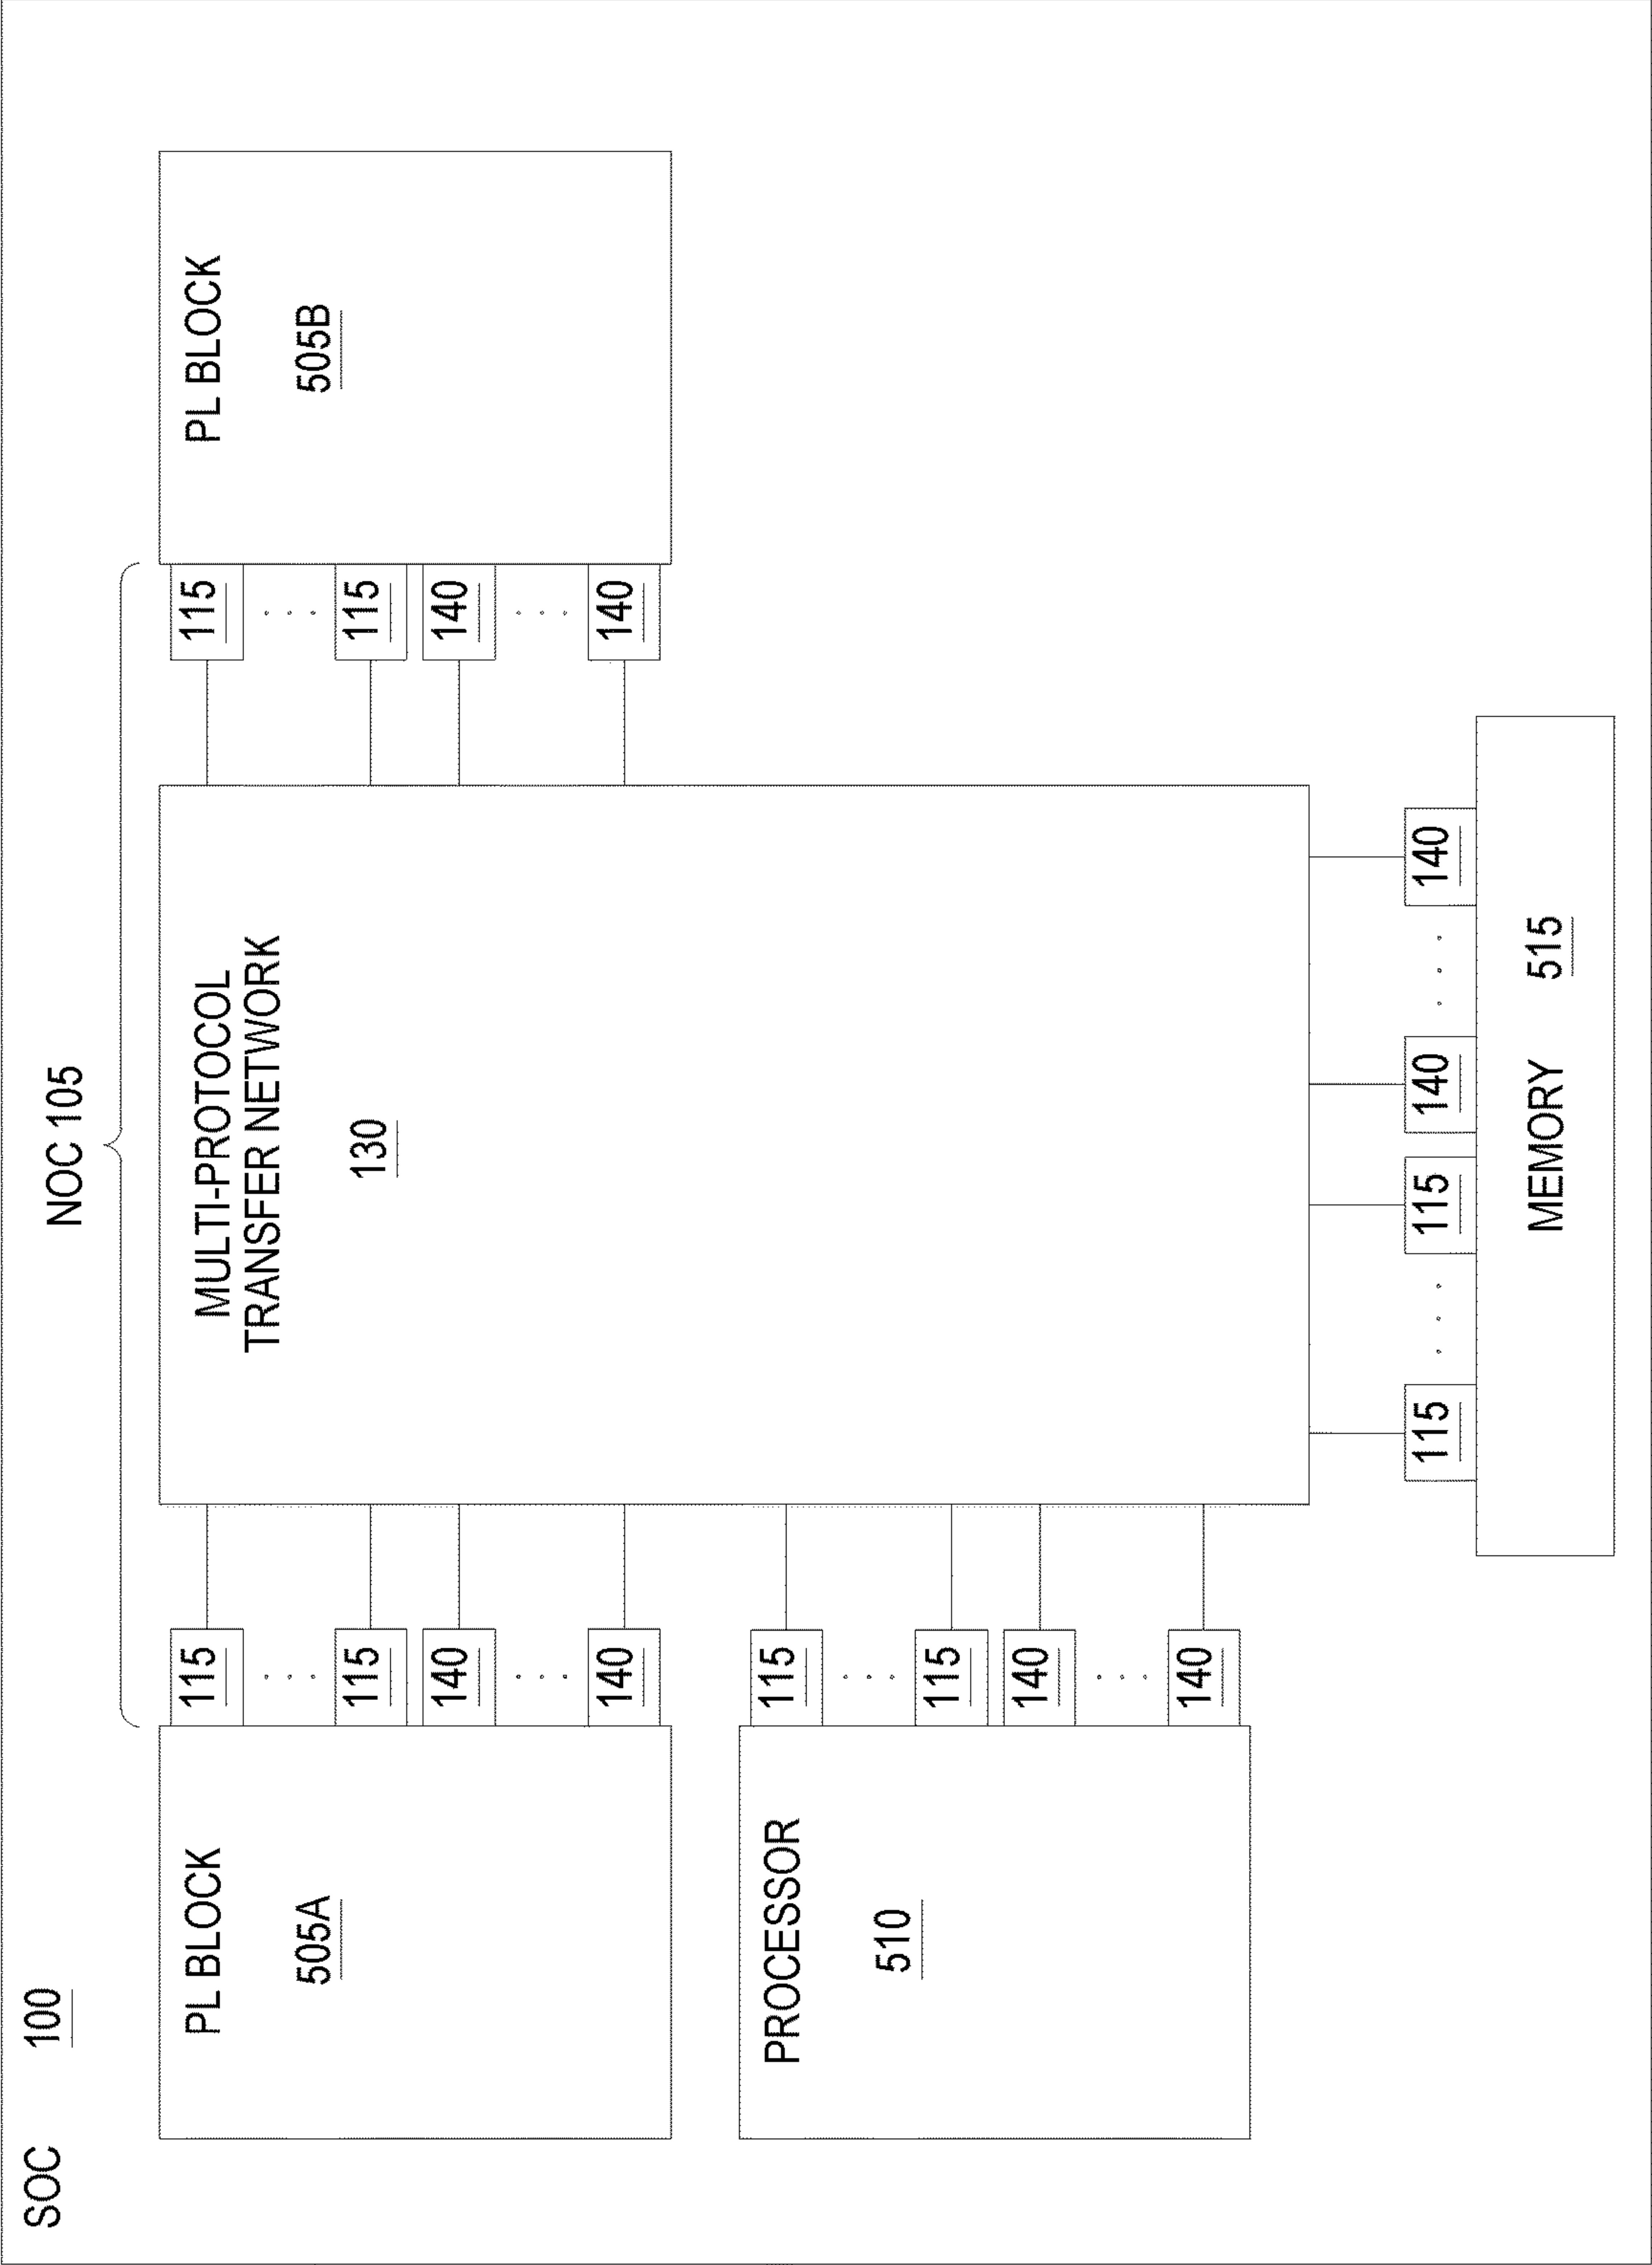 SOC 100
NOC 105
PL BLOCK
505A
115
115
140
140
MULTI-PROTOCOL
TRANSFER NETWORK
130
115
115
140
140
PL BLOCK
505B
PROCESSOR
510
115
115
140
140
115
115
140
140
MEMORY 515